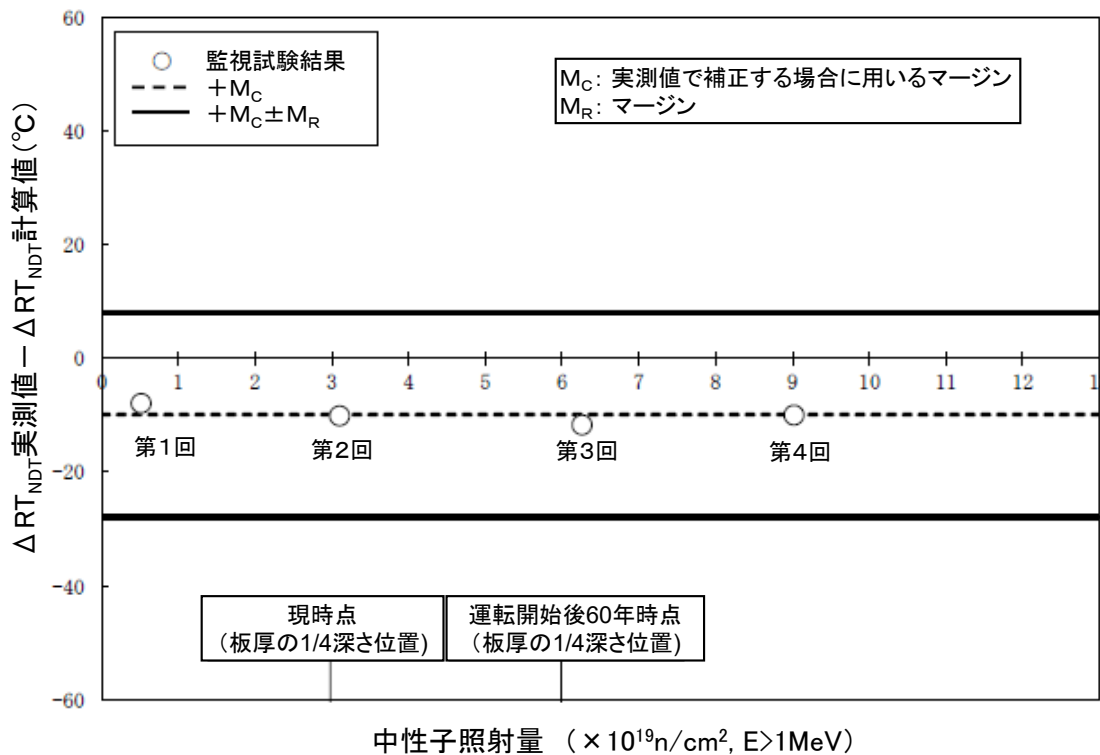 60
40
20
0
-20
-40
-60
ΔRT_NDT実測値－ΔRT_NDT計算値(℃)
監視試験結果
＋M_C
＋M_C±M_R
M_C: 実測値で補正する場合に用いるマージン
M_R: マージン
0 1 2 3 4 5 6 7 8 9 10 11 12 1
第1回 第2回 第3回 第4回
現時点
（板厚の1/4深さ位置）
運転開始後60年時点
（板厚の1/4深さ位置）
中性子照射量 （×10¹⁹n/cm², E>1MeV）